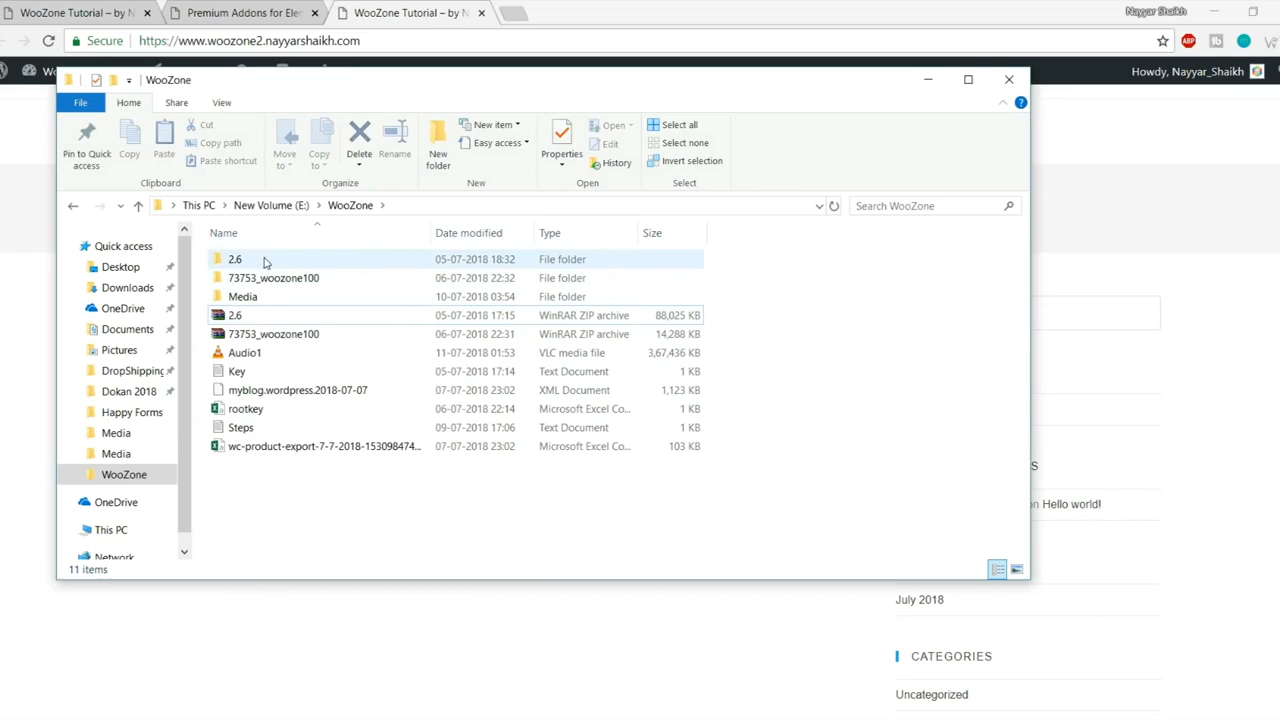 WooZone Tutorial – by N
Premium Addons for Ele
WooZone Tutorial – by N
Nayyar Shaikh
Secure
https://www.woozone2.nayyarshaikh.com
ABP
Howdy, Nayyar_Shaikh
WooZone
File
Home
Share
View
Pin to Quick access
Copy
Paste
Cut
Copy path
Paste shortcut
Clipboard
Move to
Copy to
Delete
Rename
Organize
New folder
New item
Easy access
New
Properties
Open
Edit
History
Open
Select all
Select none
Invert selection
Select
This PC > New Volume (E:) > WooZone >
Search WooZone
Quick access
Desktop
Downloads
OneDrive
Documents
Pictures
DropShipping
Dokan 2018
Happy Forms
Media
Media
WooZone
OneDrive
This PC
Network
Name Date modified Type Size
2.6 05-07-2018 18:32 File folder
73753_woozone100 06-07-2018 22:32 File folder
Media 10-07-2018 03:54 File folder
2.6 05-07-2018 17:15 WinRAR ZIP archive 88,025 KB
73753_woozone100 06-07-2018 22:31 WinRAR ZIP archive 14,288 KB
Audio1 11-07-2018 01:53 VLC media file 3,67,436 KB
Key 05-07-2018 17:14 Text Document 1 KB
myblog.wordpress.2018-07-07 07-07-2018 23:02 XML Document 1,123 KB
rootkey 06-07-2018 22:14 Microsoft Excel Co... 1 KB
Steps 09-07-2018 17:06 Text Document 1 KB
wc-product-export-7-7-2018-153098474... 07-07-2018 23:02 Microsoft Excel Co... 103 KB
11 items
S
on Hello world!
July 2018
CATEGORIES
Uncategorized